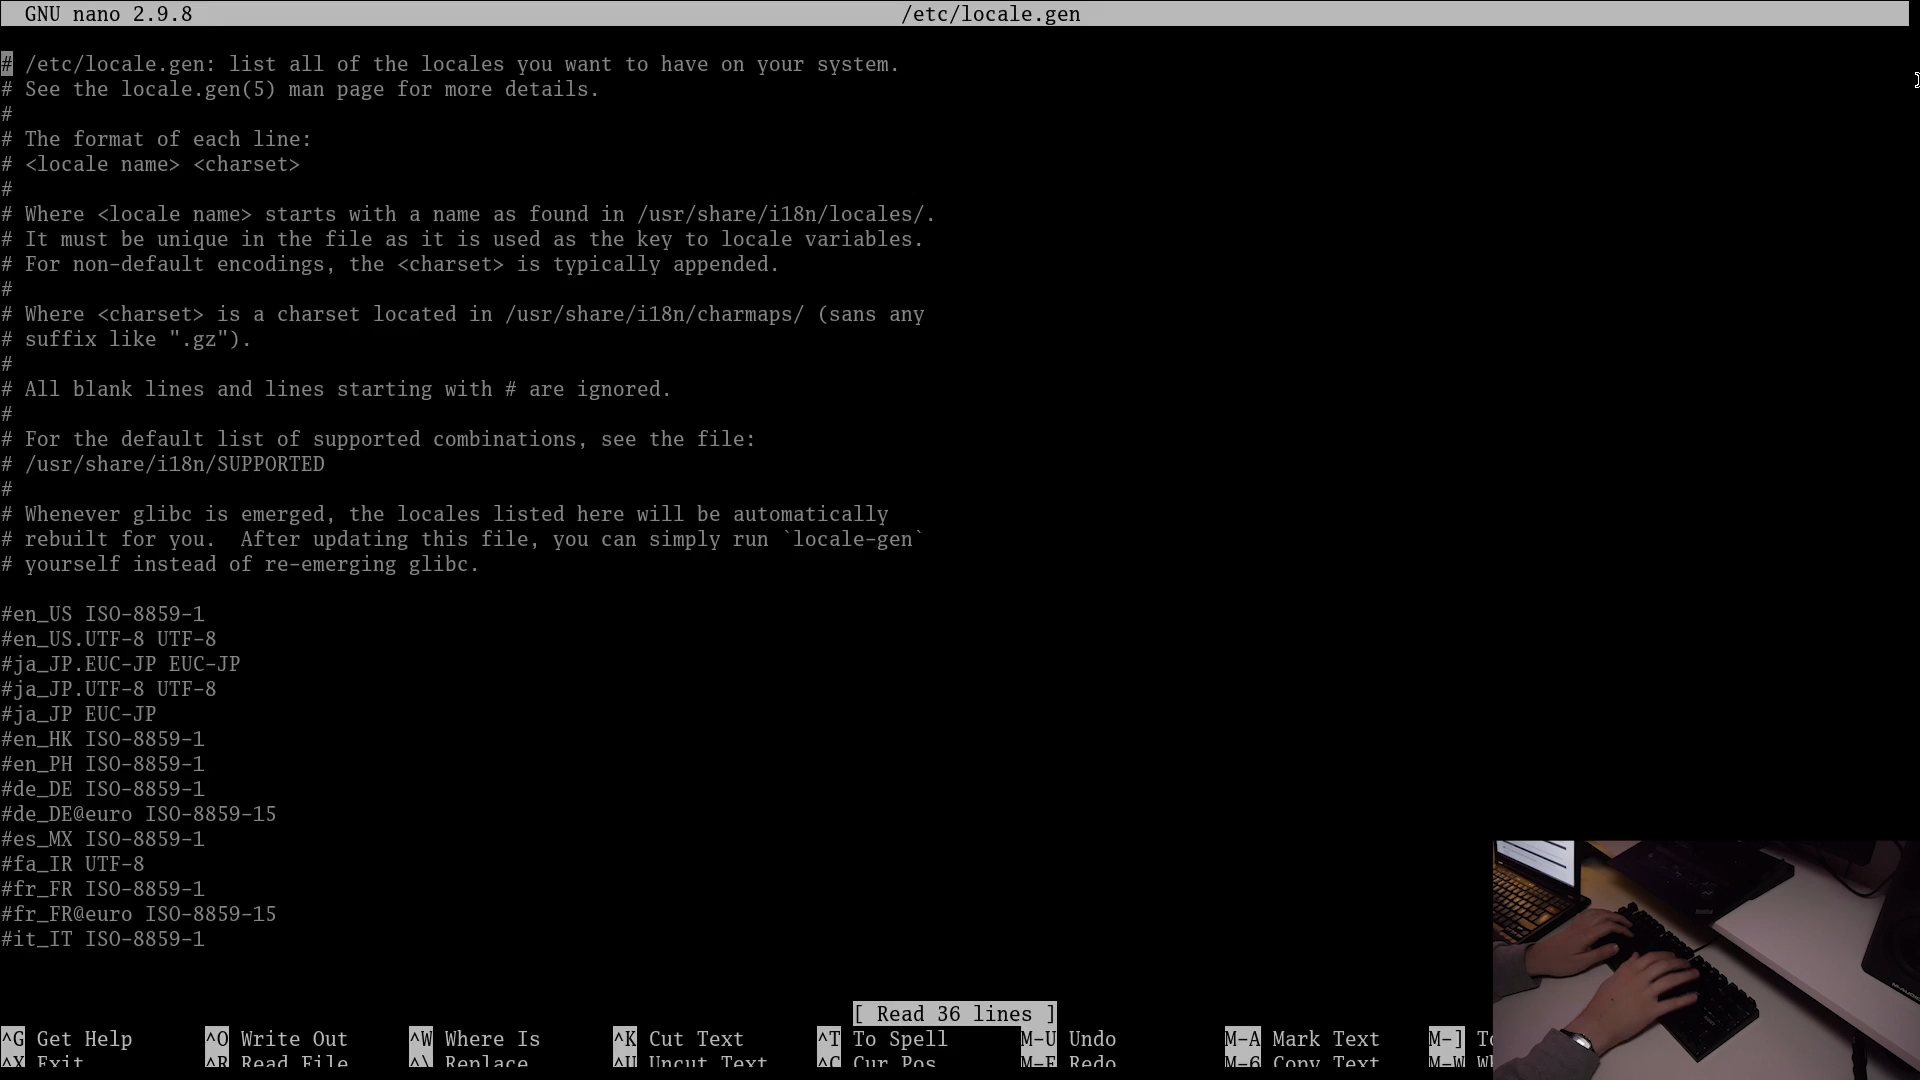 GNU nano 2.9.8 /etc/locale.gen
# /etc/locale.gen: list all of the locales you want to have on your system.
# See the locale.gen(5) man page for more details.
#
# The format of each line:
# <locale name> <charset>
#
# Where <locale name> starts with a name as found in /usr/share/i18n/locales/.
# It must be unique in the file as it is used as the key to locale variables.
# For non-default encodings, the <charset> is typically appended.
#
# Where <charset> is a charset located in /usr/share/i18n/charmaps/ (sans any
# suffix like ".gz").
#
# All blank lines and lines starting with # are ignored.
#
# For the default list of supported combinations, see the file:
# /usr/share/i18n/SUPPORTED
#
# Whenever glibc is emerged, the locales listed here will be automatically
# rebuilt for you.  After updating this file, you can simply run `locale-gen`
# yourself instead of re-emerging glibc.
#en_US ISO-8859-1
#en_US.UTF-8 UTF-8
#ja_JP.EUC-JP EUC-JP
#ja_JP.UTF-8 UTF-8
#ja_JP EUC-JP
#en_HK ISO-8859-1
#en_PH ISO-8859-1
#de_DE ISO-8859-1
#de_DE@euro ISO-8859-15
#es_MX ISO-8859-1
#fa_IR UTF-8
#fr_FR ISO-8859-1
#fr_FR@euro ISO-8859-15
#it_IT ISO-8859-1
[ Read 36 lines ]
^G Get Help ^O Write Out ^W Where Is ^K Cut Text ^T To Spell M-U Undo M-A Mark Text M-]
^X Exit ^R Read File ^\ Replace ^U Uncut Text ^C Cur Pos M-E Redo M-6 Copy Text M-W